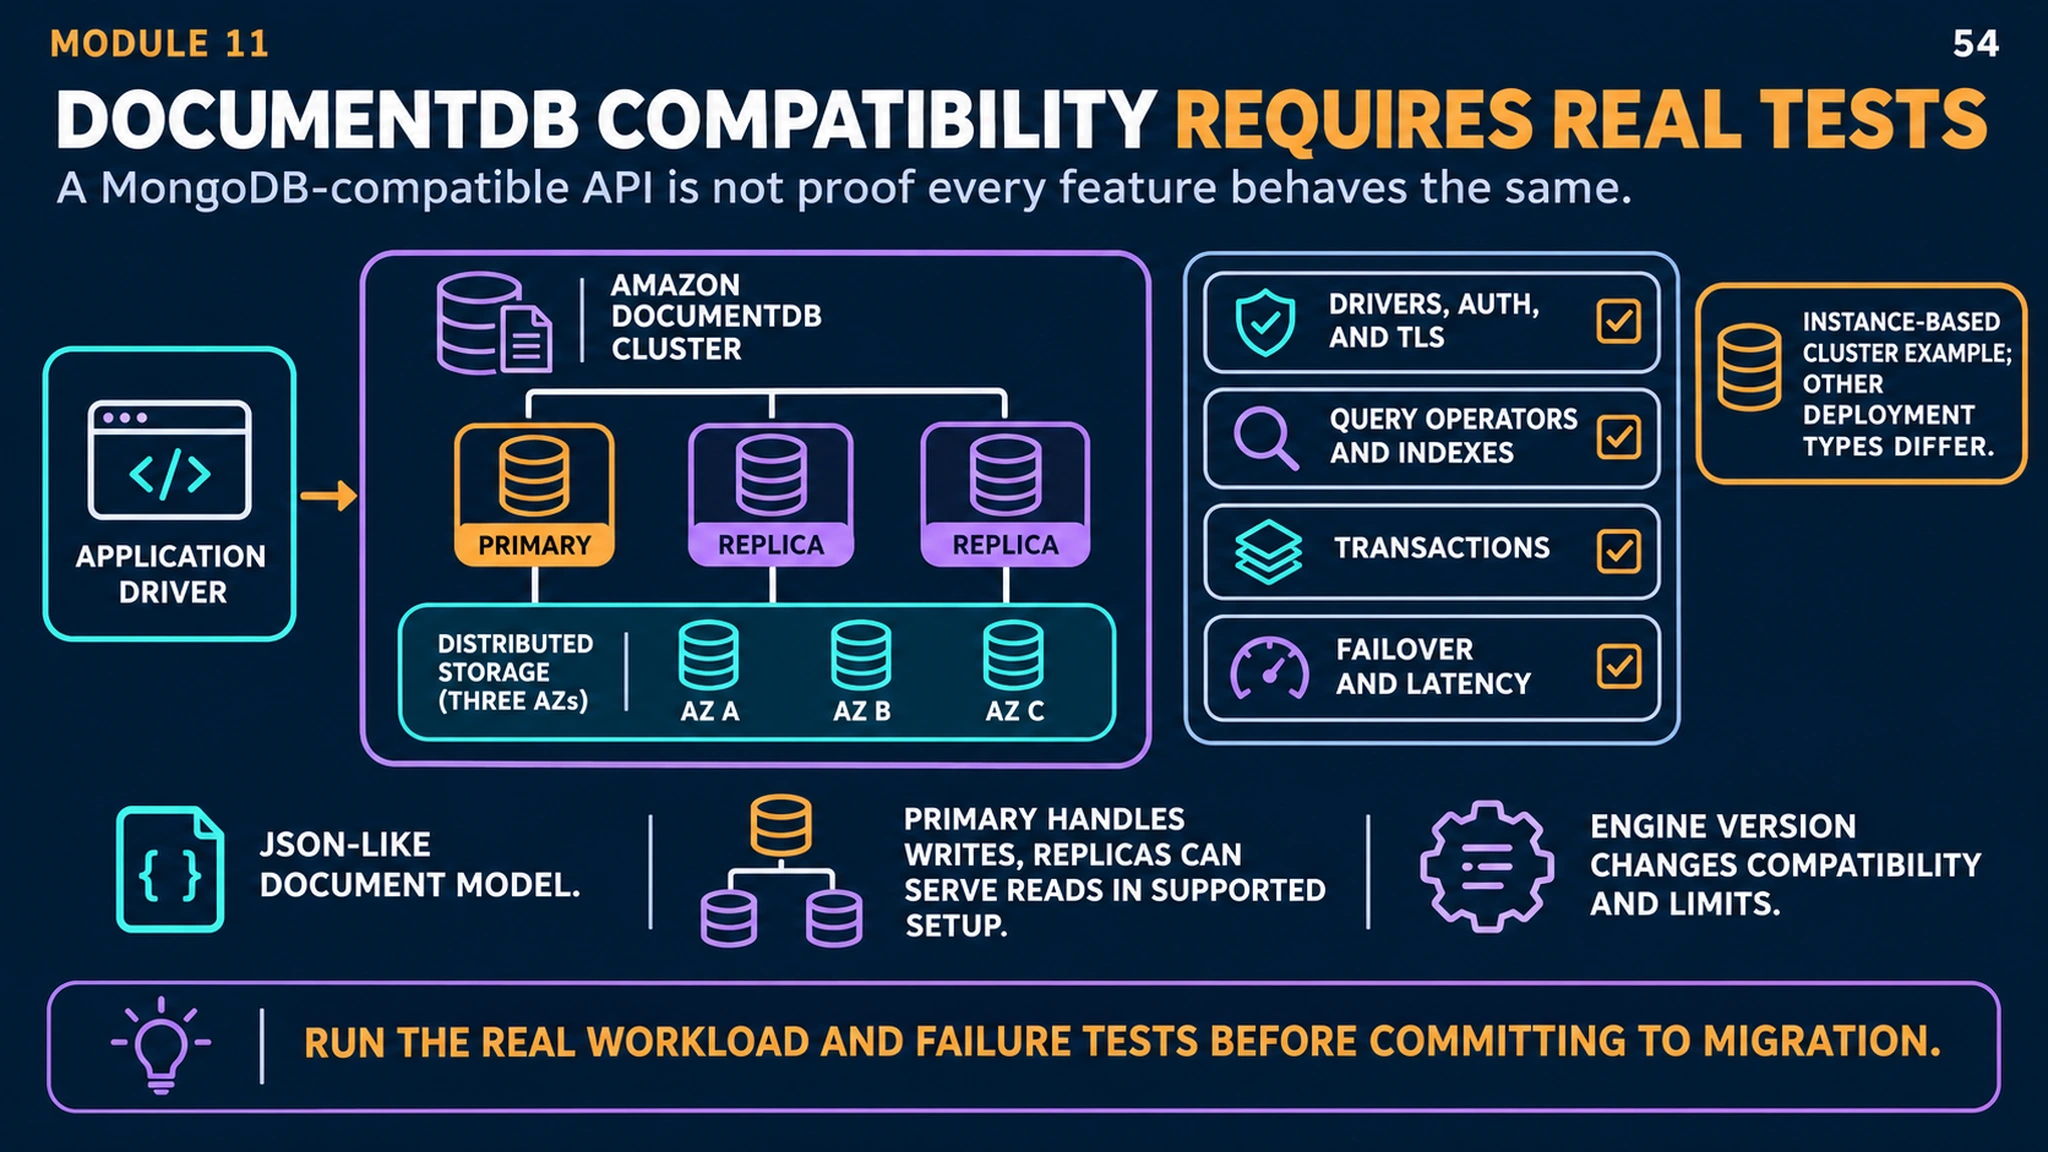 MODULE 11
54
DOCUMENTDB COMPATIBILITY REQUIRES REAL TESTS
A MongoDB-compatible API is not proof every feature behaves the same.
APPLICATION
DRIVER
AMAZON
DOCUMENTDB
CLUSTER
PRIMARY
REPLICA
REPLICA
DISTRIBUTED
STORAGE
(THREE AZs)
AZ A
AZ B
AZ C
DRIVERS, AUTH,
AND TLS
QUERY OPERATORS
AND INDEXES
TRANSACTIONS
FAILOVER
AND LATENCY
INSTANCE-BASED
CLUSTER EXAMPLE;
OTHER
DEPLOYMENT
TYPES DIFFER.
JSON-LIKE
DOCUMENT MODEL.
PRIMARY HANDLES
WRITES, REPLICAS CAN
SERVE READS IN SUPPORTED
SETUP.
ENGINE VERSION
CHANGES COMPATIBILITY
AND LIMITS.
RUN THE REAL WORKLOAD AND FAILURE TESTS BEFORE COMMITTING TO MIGRATION.